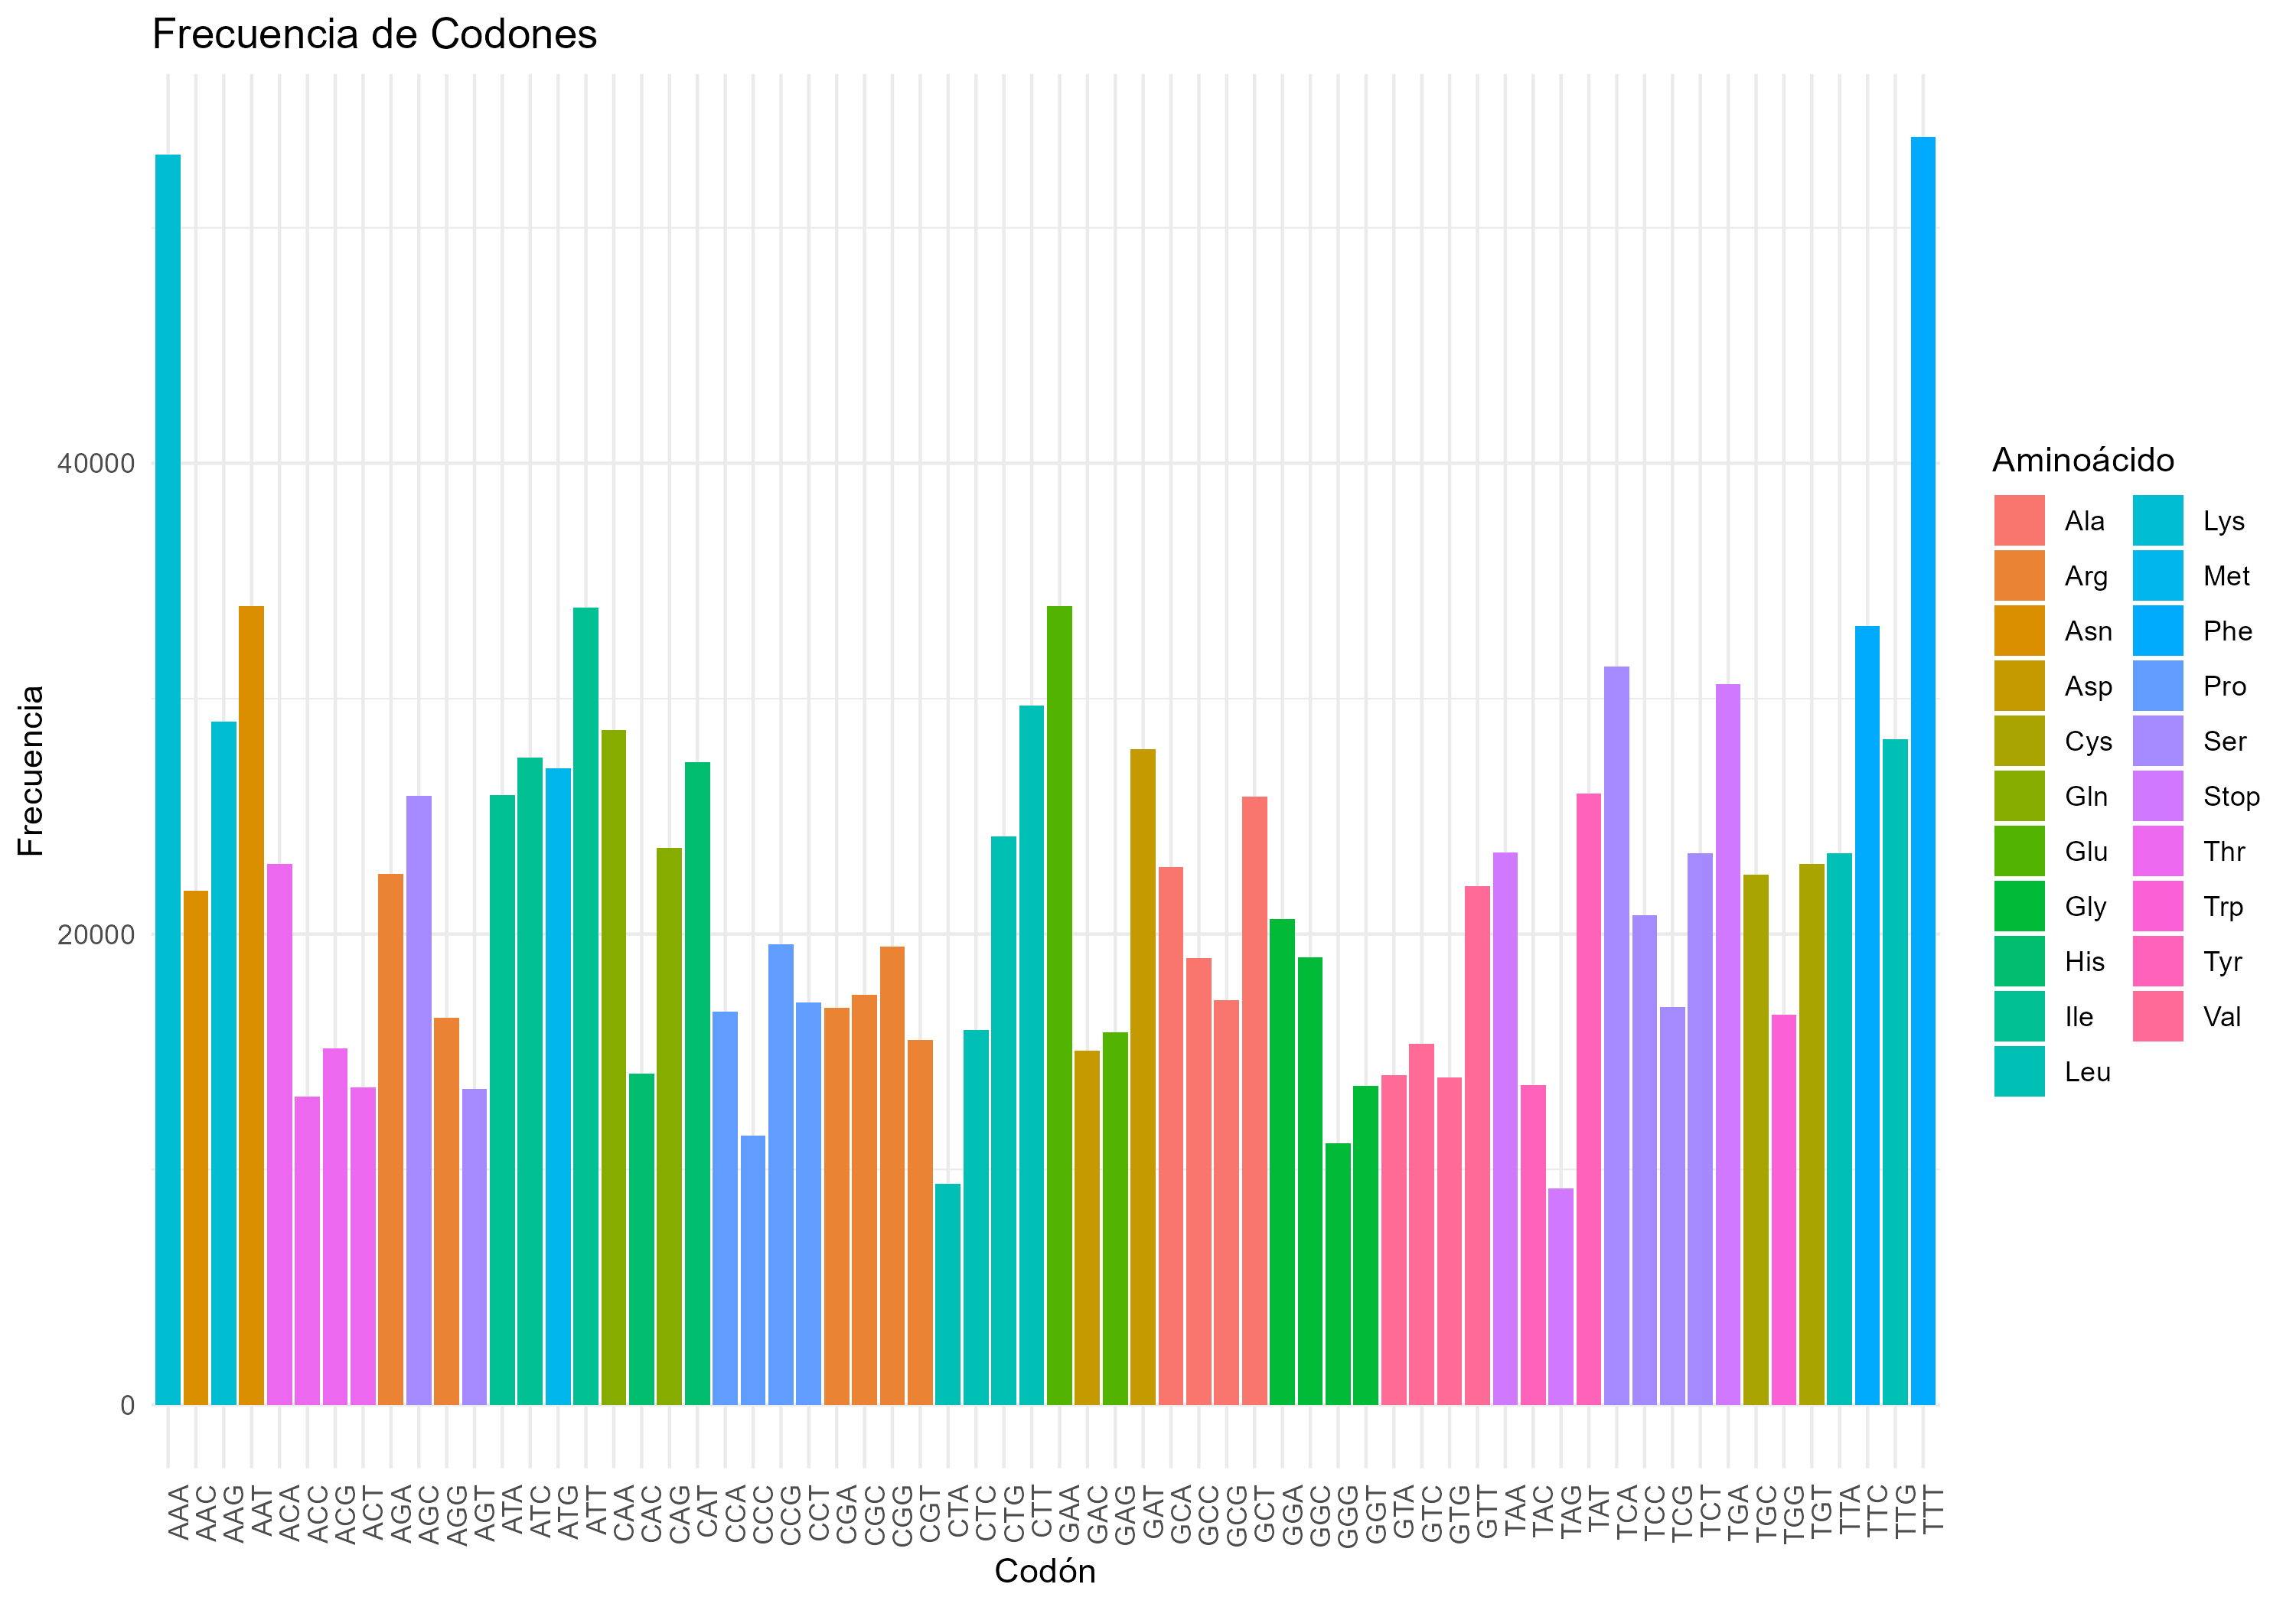 Frecuencia de Codones
Frecuencia
40000
20000
0
AAA
AAC
AAG
AAT
ACA
ACC
ACG
ACT
AGA
AGC
AGG
AGT
ATA
ATC
ATG
ATT
CAA
CAC
CAG
CAT
CCA
CCC
CCG
CCT
CGA
CGC
CGG
CGT
CTA
CTC
CTG
CTT
GAA
GAC
GAG
GAT
GCA
GCC
GCG
GCT
GGA
GGC
GGG
GGT
GTA
GTC
GTG
GTT
TAA
TAC
TAG
TAT
TCA
TCC
TCG
TCT
TGA
TGC
TGG
TGT
TTA
TTC
TTG
TTT
Codón
Aminoácido
Ala
Arg
Asn
Asp
Cys
Gln
Glu
Gly
His
Ile
Leu
Lys
Met
Phe
Pro
Ser
Stop
Thr
Trp
Tyr
Val